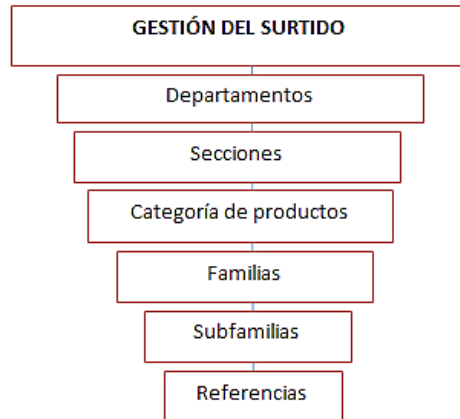 GESTIÓN DEL SURTIDO
Departamentos
Secciones
Categoría de productos
Familias
Subfamilias
Referencias